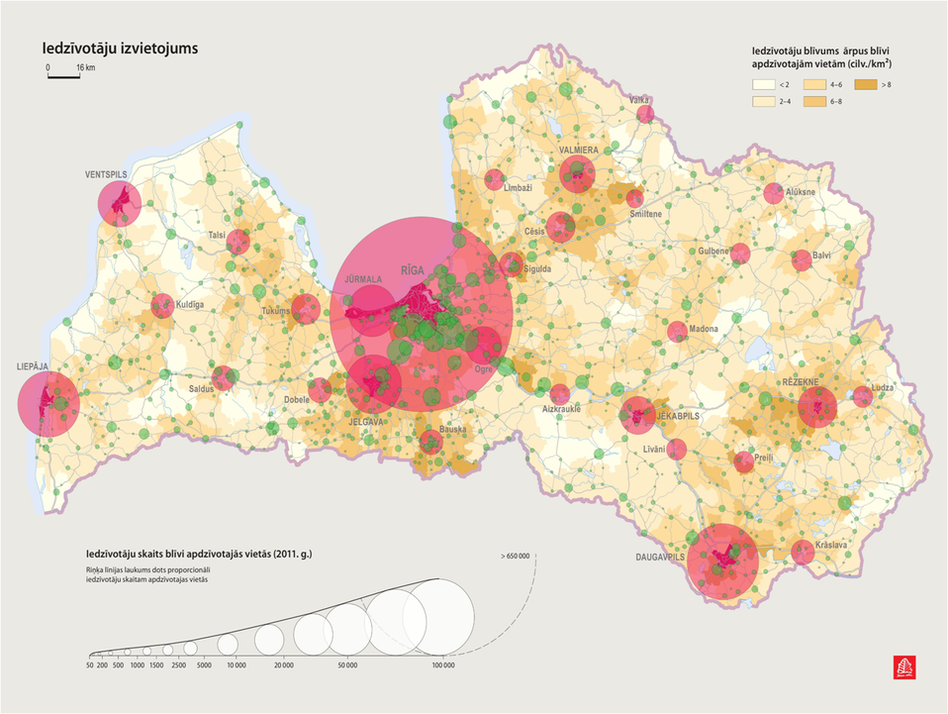 Iedzīvotāju izvietojums
0 16 km
Iedzīvotāju blīvums ārpus blīvi
apdzīvotajām vietām (cilv./km²)
< 2 4–6 > 8
2–4 6–8
Valka
VALMIERA
VENTSPILS
Limbaži
Alūksne
Smiltene
Cēsis
Talsi
Gulbene
Balvi
Sigulda
RĪGA
JŪRMALA
Kuldīga
Tukums
Madona
LIEPĀJA
Ogre
RĒZEKNE
Ludza
Saldus
Dobele
Aizkraukle
JĒKABPILS
JELGAVA
Bauska
Līvāni
Preiļi
Krāslava
DAUGAVPILS
Iedzīvotāju skaits blīvi apdzīvotajās vietās (2011. g.)
Riņķa līnijas laukums dots proporcionāli
iedzīvotāju skaitam apdzīvotajas vietās
> 650 000
50 200 500 1000 1500 2500 5000 10 000 20 000 50 000 100 000